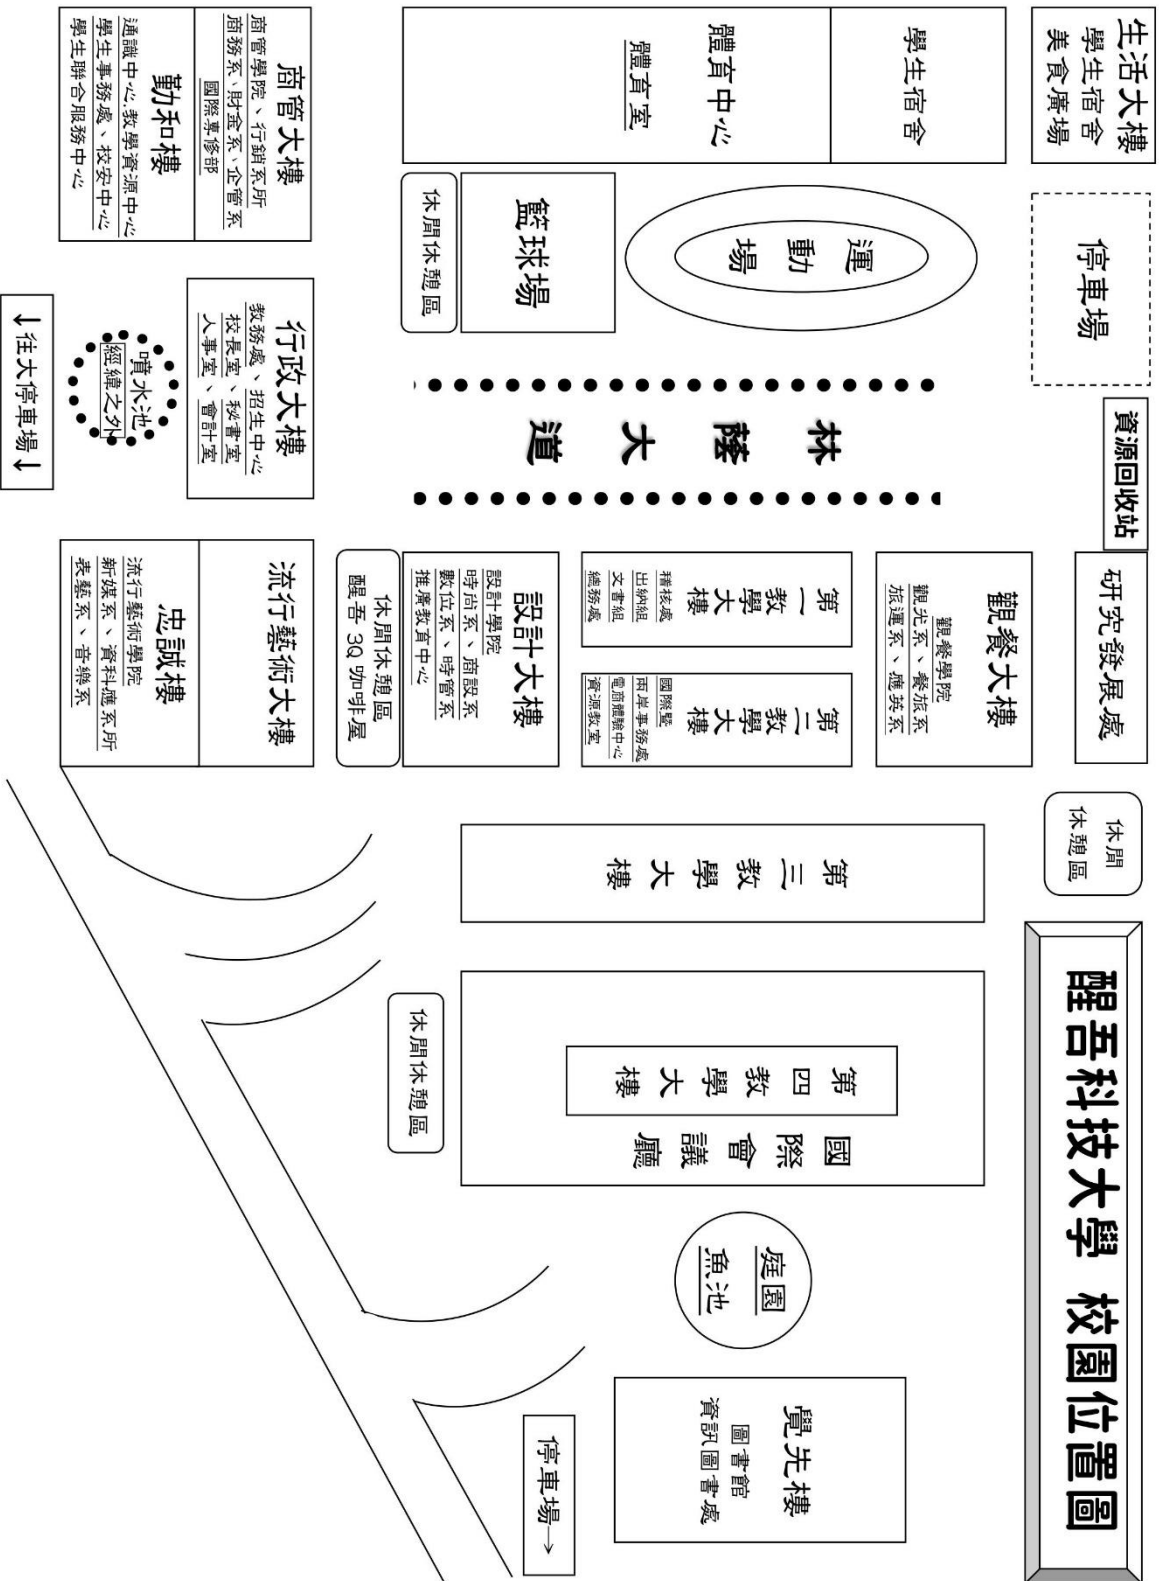 醒吾科技大學 校園位置圖
生活大樓
學生宿舍
美食廣場
停車場
資源回收站
研究發展處
休閒
休憩區
學生宿舍
體育中心
體育室
運動場
籃球場
休閒休憩區
林蔭大道
觀餐大樓
觀餐學院
觀光系、餐旅系
旅運系、應英系
第一
教學大
樓
稽核處
出納組
文書組
總務處
第二
教學大
樓
國際暨
兩岸事務處
電商體驗中心
資源教室
設計大樓
設計學院
時尚系、商設系
數位系、時管系
推廣教育中心
休閒休憩區
醒吾 3Q 咖啡屋
第三教學大樓
第四教學大樓
國際會議廳
休閒休憩區
庭園
魚池
覺先樓
圖書館
資訊圖書處
停車場→
商管大樓
商管學院、行銷系所
商務系、財金系、企管系
國際專修部
勤和樓
通識中心.教學資源中心
學生事務處、校安中心
學生聯合服務中心
行政大樓
教務處、招生中心
校長室、秘書室
人事室、會計室
噴水池
經緯之外
↓往大停車場↓
流行藝術大樓
忠誠樓
流行藝術學院
新媒系、資科應系所
表藝系、音樂系